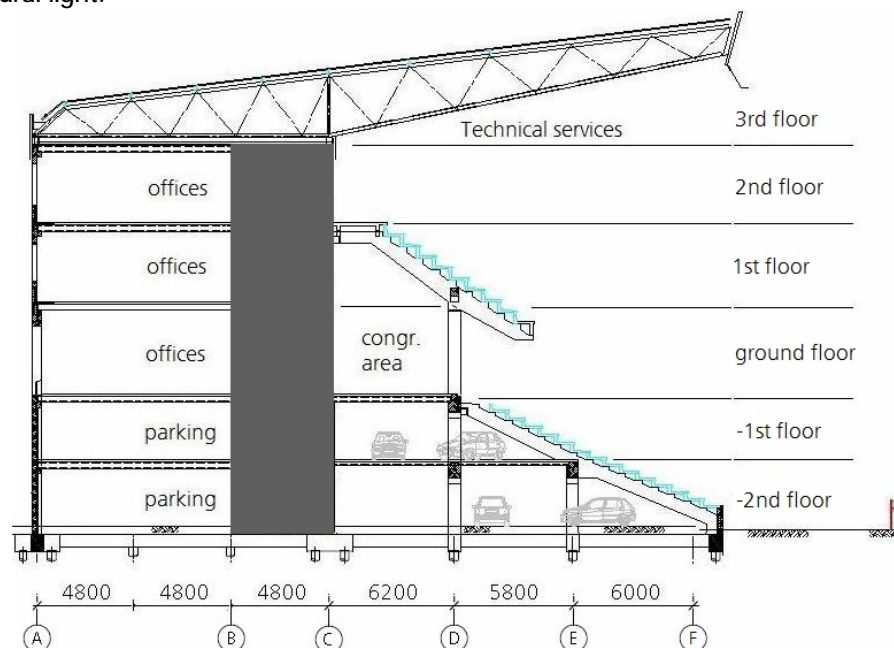 Technical services
3rd floor
offices
2nd floor
offices
1st floor
offices
congr.
area
ground floor
parking
-1st floor
parking
-2nd floor
4800 4800 4800 6200 5800 6000
A B C D E F